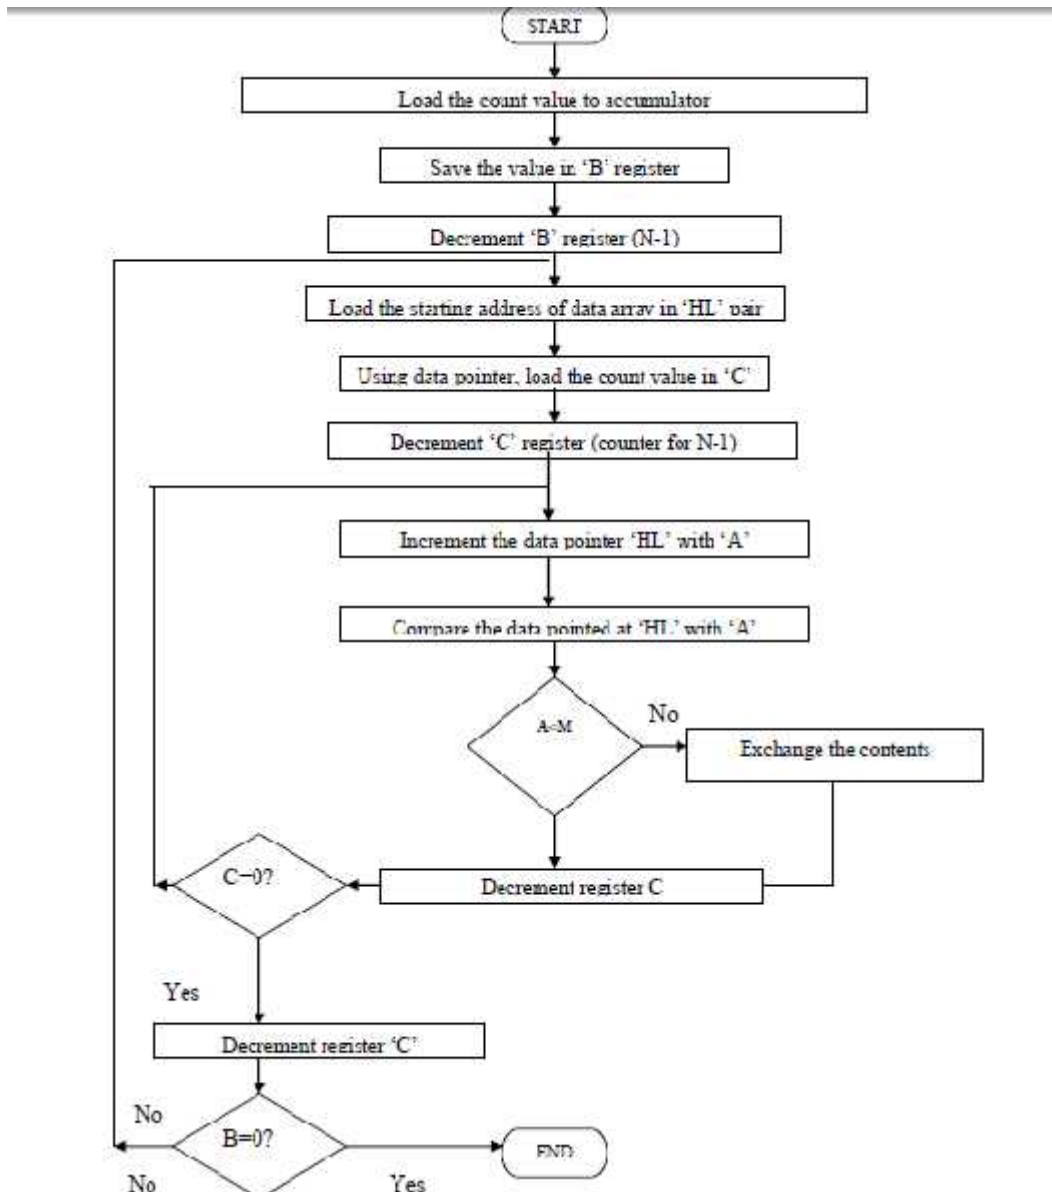 START
Load the count value to accumulator
Save the value in ‘B’ register
Decrement ‘B’ register (N-1)
Load the starting address of data array in ‘HL’ pair
Using data pointer, load the count value in ‘C’
Decrement ‘C’ register (counter for N-1)
Increment the data pointer ‘HL’ with ‘A’
Compare the data pointed at ‘HL’ with ‘A’
A<M
No
Exchange the contents
C=0?
Decrement register C
Yes
Decrement register ‘C’
No
B=0?
END
No
Yes